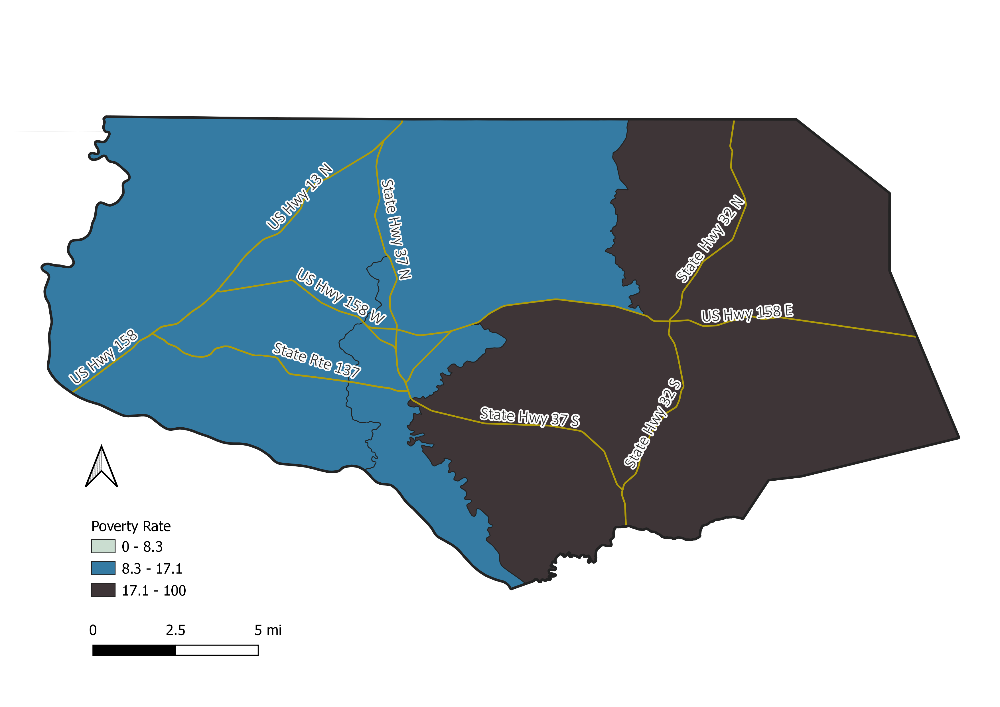 US Hwy 13 N
State Hwy 37 N
State Hwy 32 N
US Hwy 158 W
US Hwy 158 E
US Hwy 158
State Rte 137
State Hwy 37 S
State Hwy 32 S
Poverty Rate
0 - 8.3
8.3 - 17.1
17.1 - 100
0 2.5 5 mi